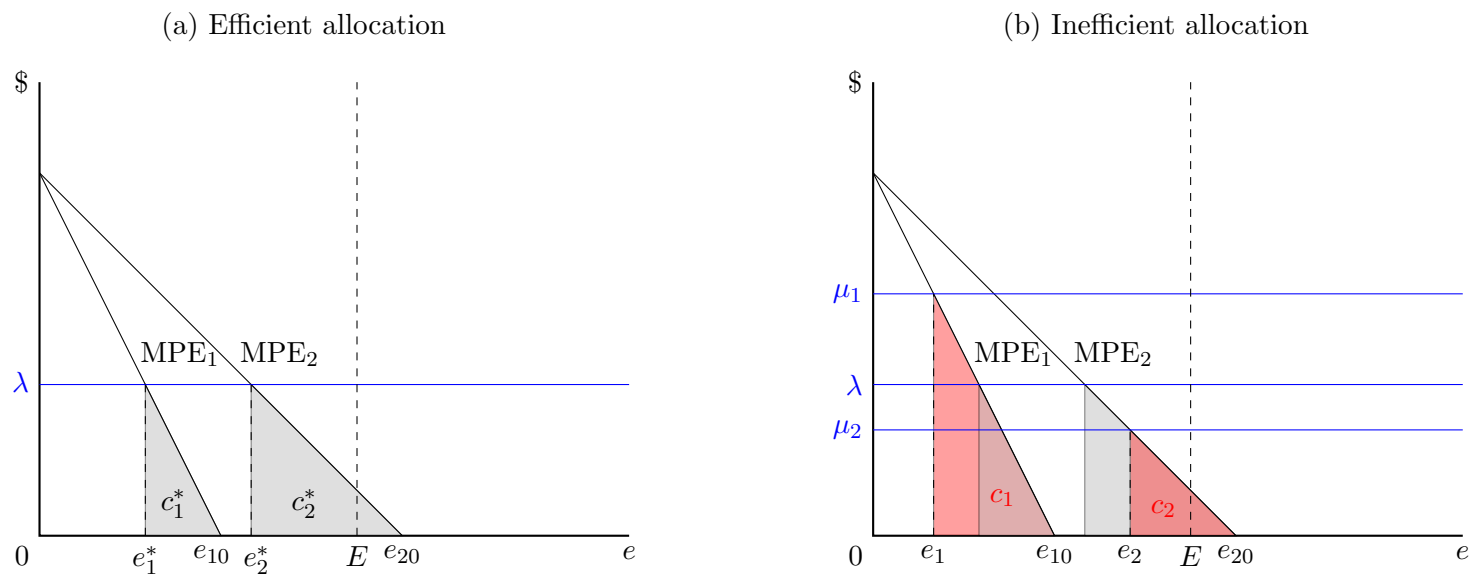 (a) Efficient allocation
$
MPE₁ MPE₂
λ
c₁* c₂*
0 e₁* e₁₀ e₂* E e₂₀ e
(b) Inefficient allocation
$
μ₁
MPE₁ MPE₂
λ
μ₂
c₁ c₂
0 e₁ e₁₀ e₂ E e₂₀ e